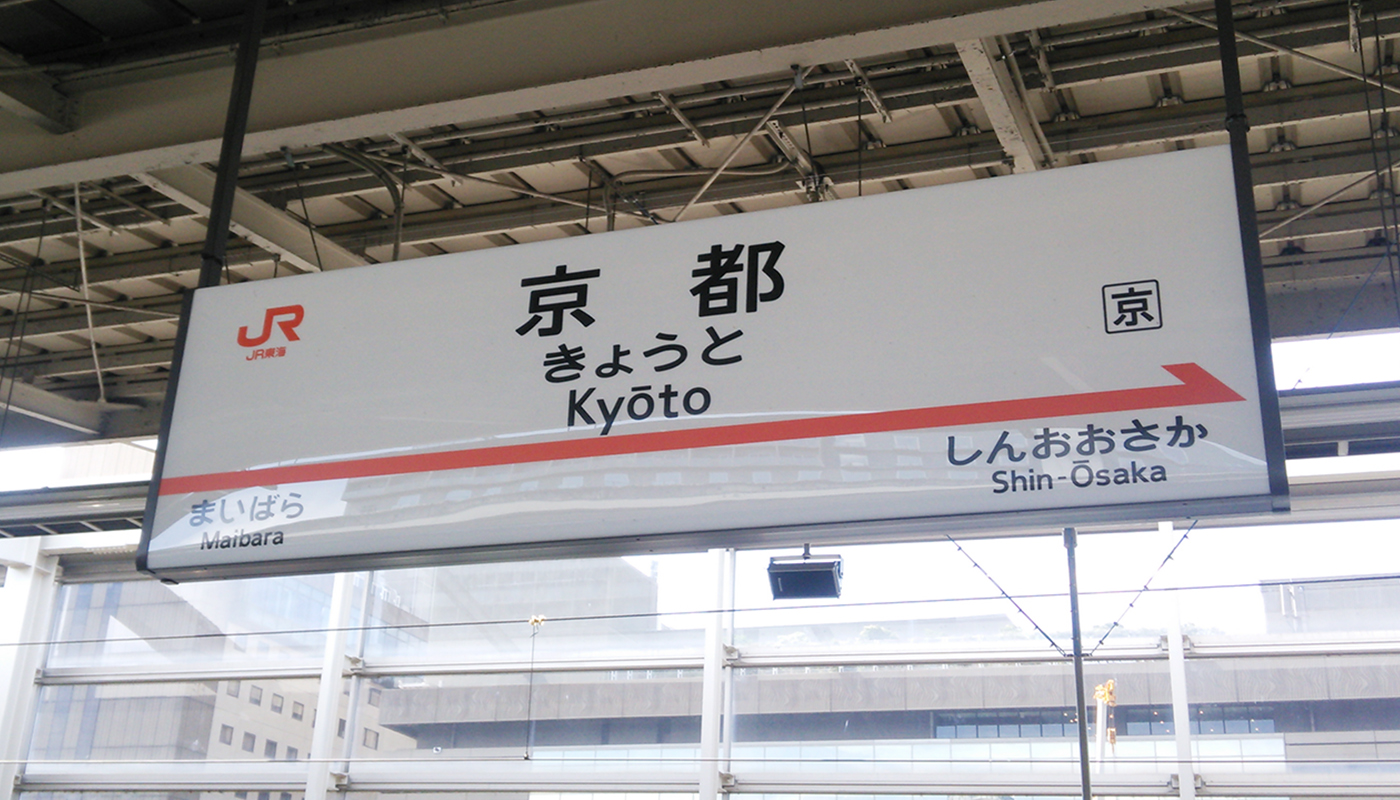 JR
JR東海
京都
きょうと
Kyōto
京
まいばら
Maibara
しんおおさか
Shin-Ōsaka